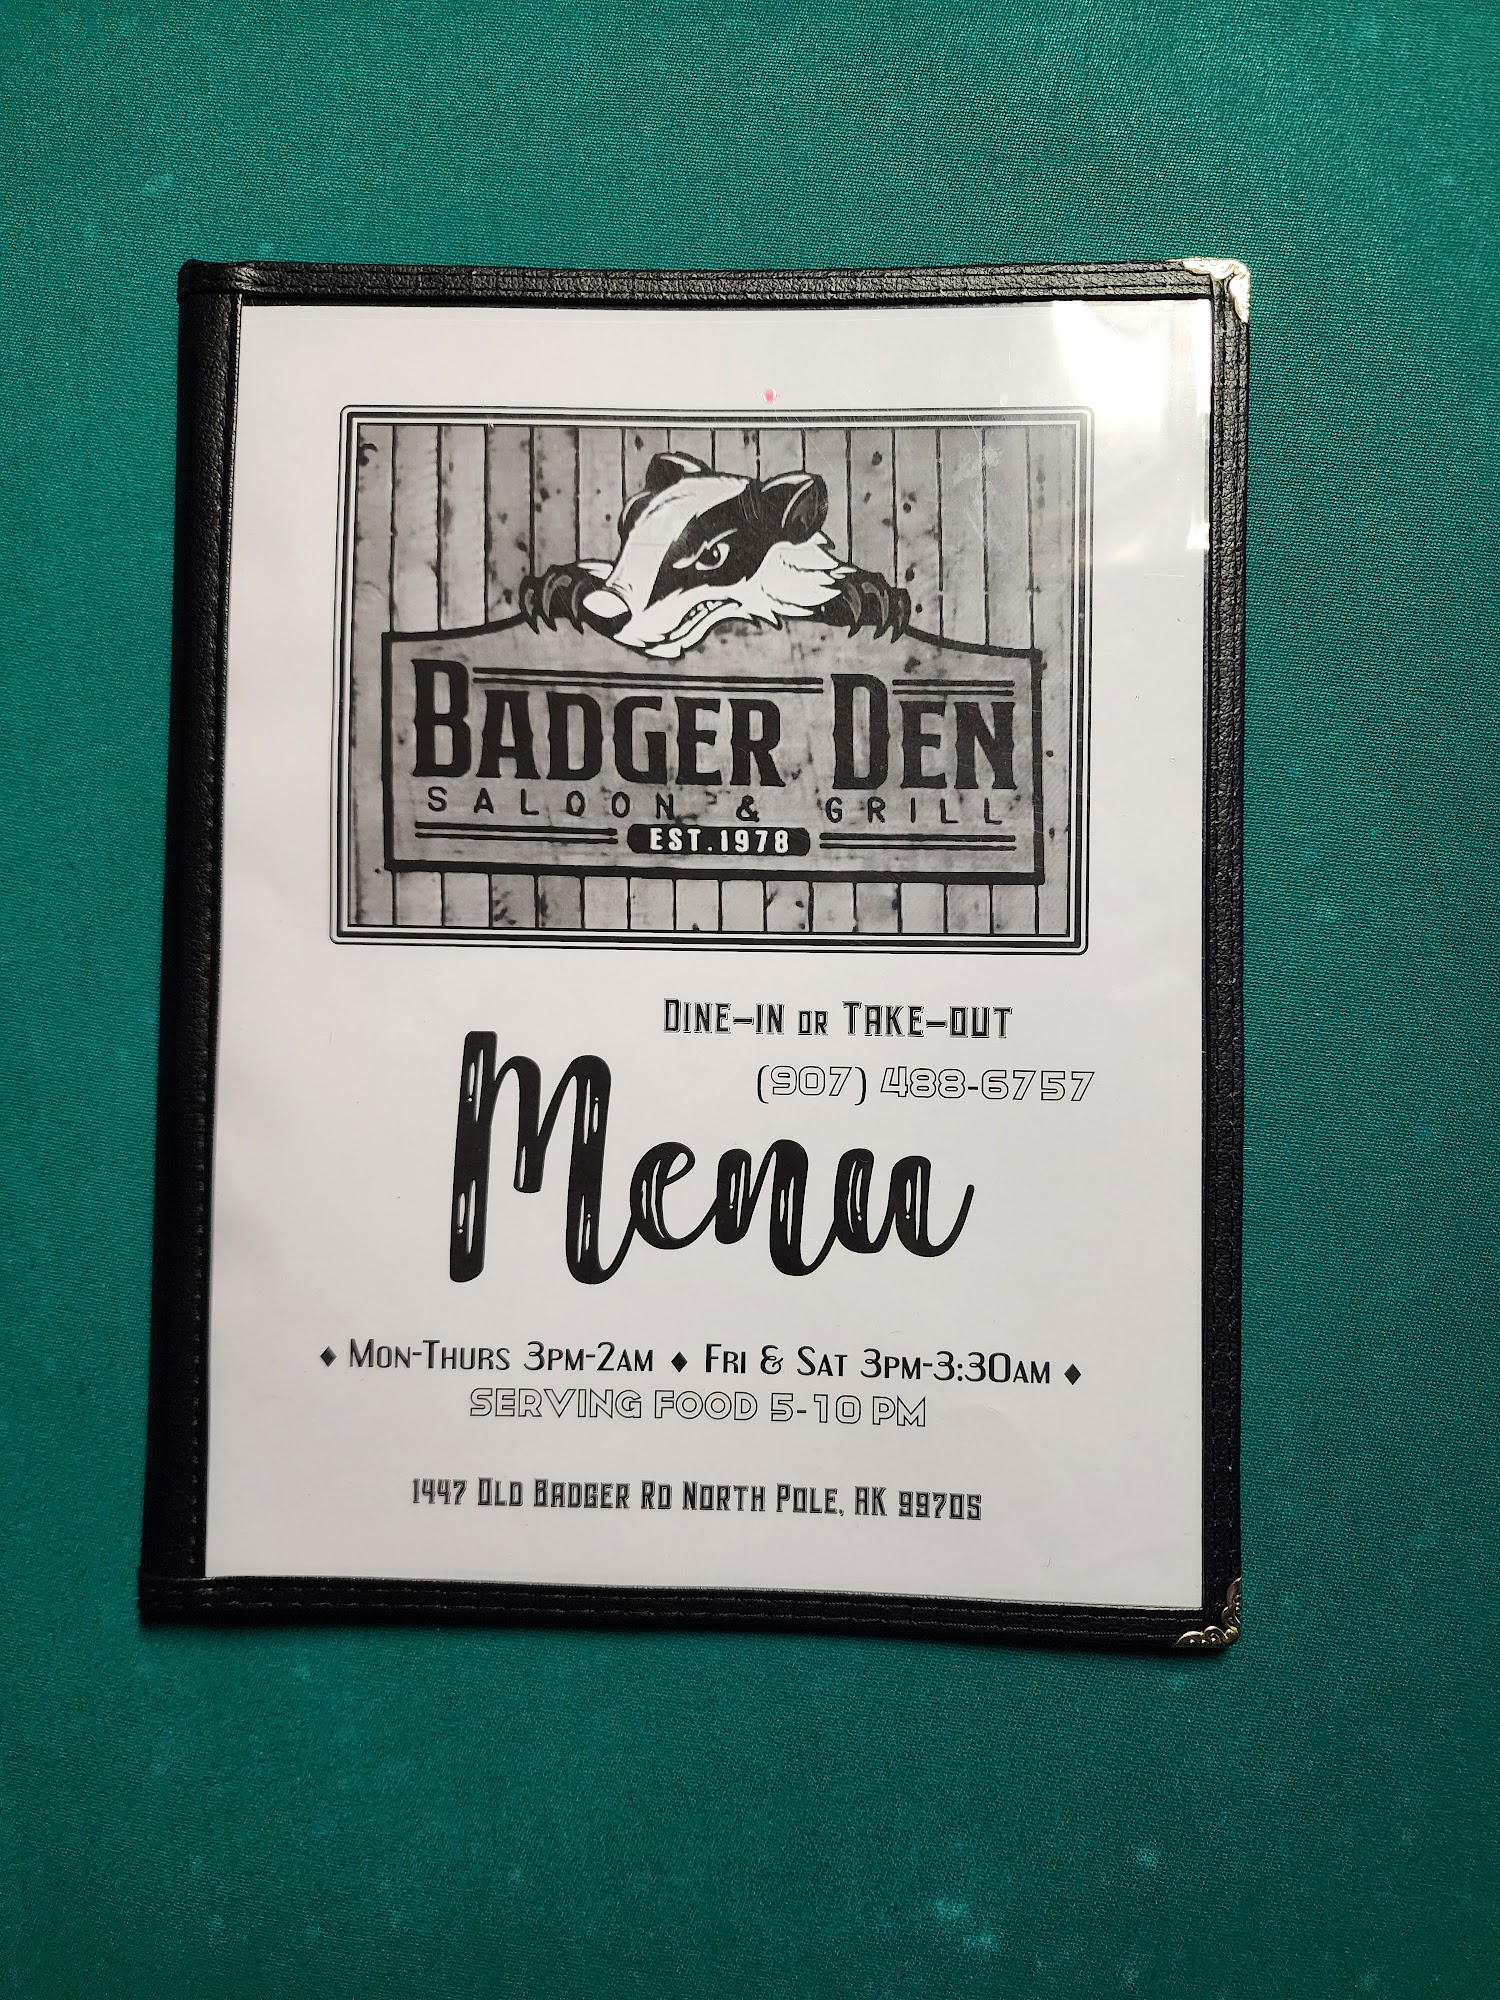 BADGER DEN
SALOON & GRILL
EST.1978
DINE-IN OR TAKE-OUT
(907) 488-6757
Menu
♦ MON-THURS 3PM-2AM ♦ FRI & SAT 3PM-3:30AM ♦
SERVING FOOD 5-10 PM
1447 OLD BADGER RD NORTH POLE, AK 99705